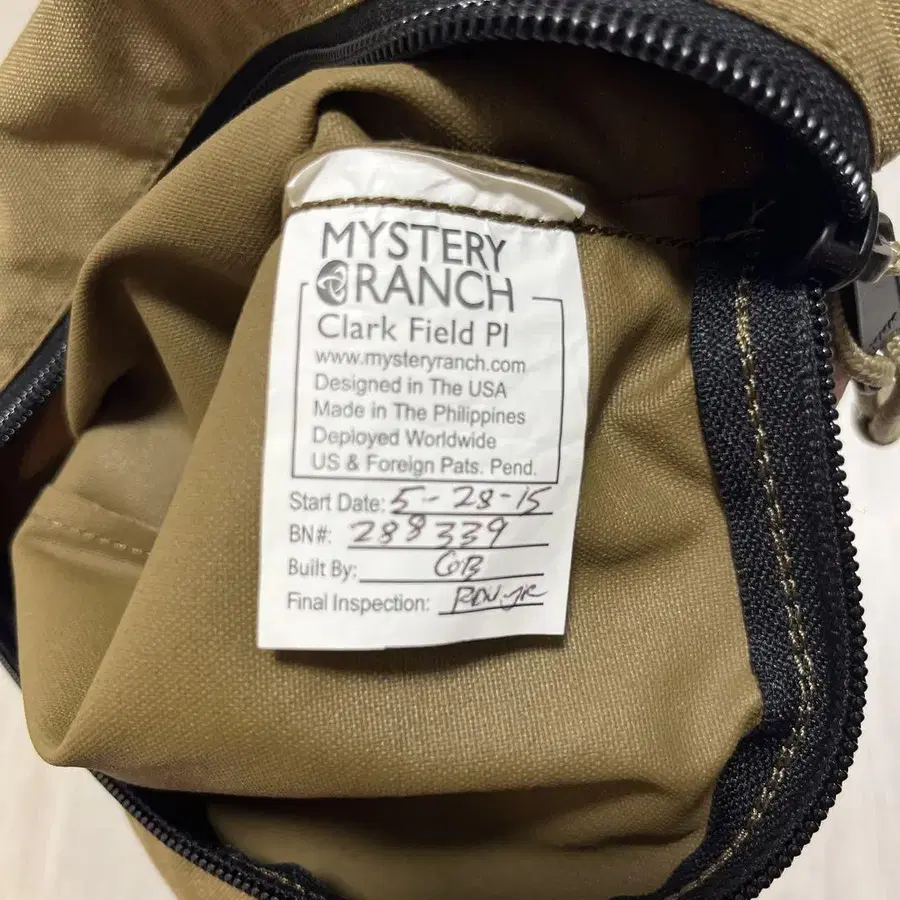 MYSTERY
RANCH
Clark Field PI
www.mysteryranch.com
Designed in The USA
Made in The Philippines
Deployed Worldwide
US & Foreign Pats. Pend.
Start Date: 5-28-15
BN#: 288339
Built By: GB
Final Inspection: